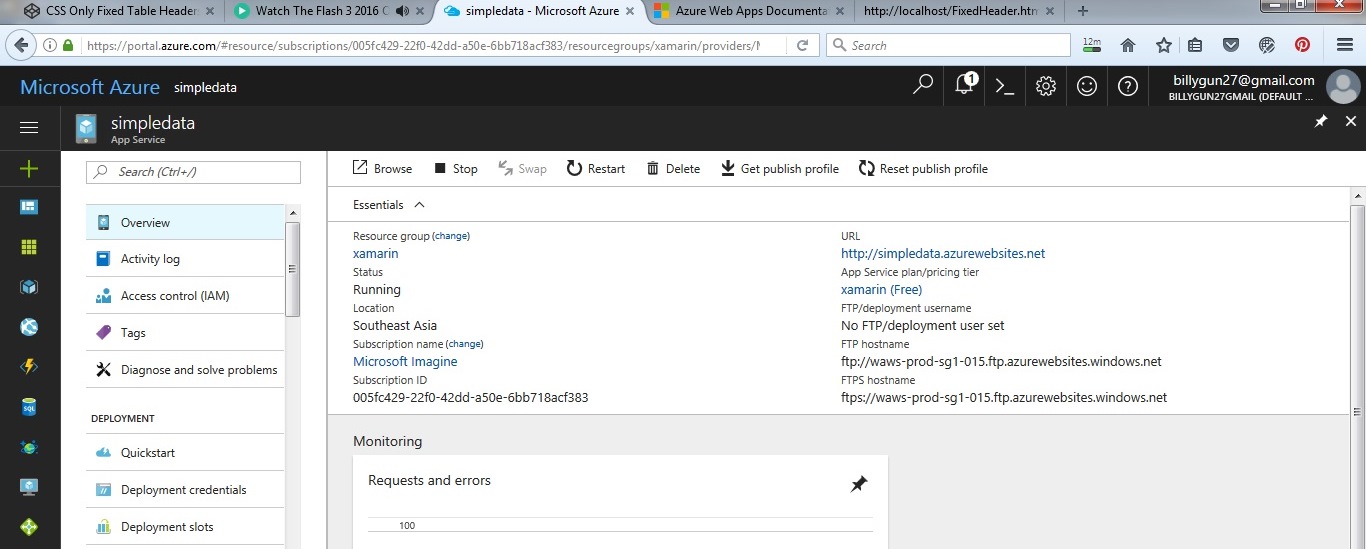 CSS Only Fixed Table Header
Watch The Flash 3 2016 O
simpledata - Microsoft Azure
Azure Web Apps Documenta
http://localhost/FixedHeader.htm
https://portal.azure.com/#resource/subscriptions/005fc429-22f0-42dd-a50e-6bb718acf383/resourcegroups/xamarin/providers/M
Search
12m
Microsoft Azure simpledata
1
billygun27@gmail.com
BILLYGUN27GMAIL (DEFAULT ...
simpledata
App Service
Search (Ctrl+/)
Overview
Activity log
Access control (IAM)
Tags
Diagnose and solve problems
DEPLOYMENT
Quickstart
Deployment credentials
Deployment slots
SQL
Browse Stop Swap Restart Delete Get publish profile Reset publish profile
Essentials
Resource group (change)
xamarin
Status
Running
Location
Southeast Asia
Subscription name (change)
Microsoft Imagine
Subscription ID
005fc429-22f0-42dd-a50e-6bb718acf383
URL
http://simpledata.azurewebsites.net
App Service plan/pricing tier
xamarin (Free)
FTP/deployment username
No FTP/deployment user set
FTP hostname
ftp://waws-prod-sg1-015.ftp.azurewebsites.windows.net
FTPS hostname
ftps://waws-prod-sg1-015.ftp.azurewebsites.windows.net
Monitoring
Requests and errors
100